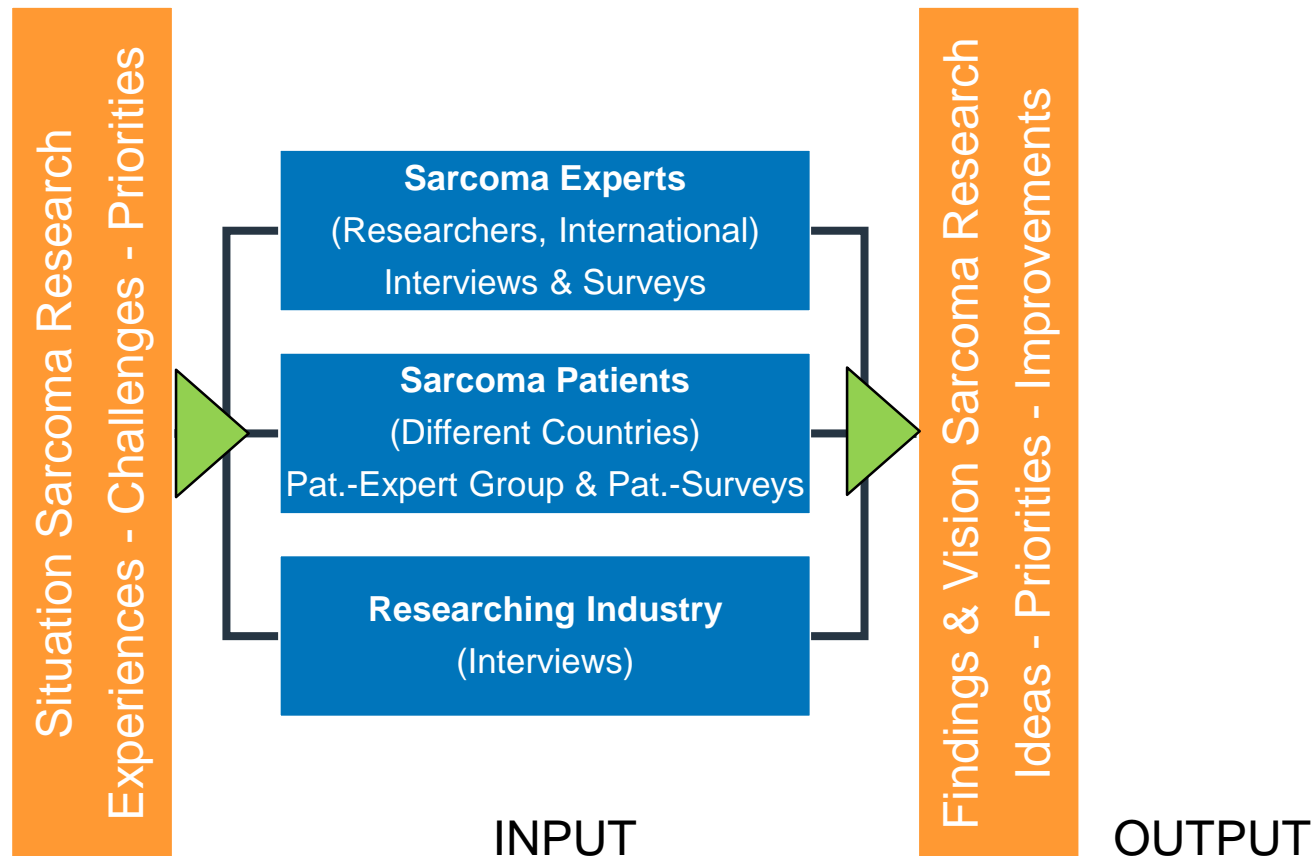 Situation Sarcoma Research
Experiences - Challenges - Priorities
Sarcoma Experts
(Researchers, International)
Interviews & Surveys
Sarcoma Patients
(Different Countries)
Pat.-Expert Group & Pat.-Surveys
Researching Industry
(Interviews)
Findings & Vision Sarcoma Research
Ideas - Priorities - Improvements
INPUT
OUTPUT